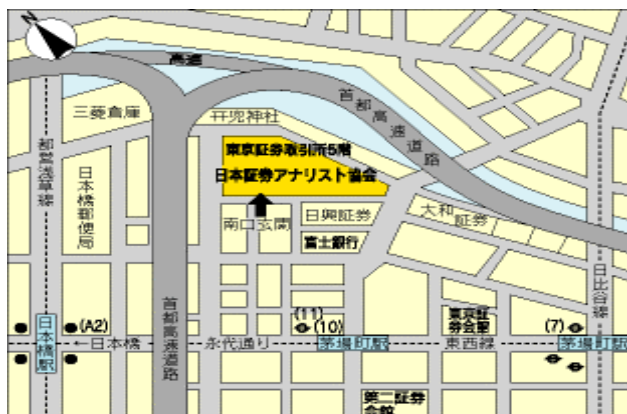 N
高速
首都高速道路
三菱倉庫
兜神社
東京証券取引所5階
日本証券アナリスト協会
都営浅草線
日本橋郵便局
南口玄関
日興証券
富士銀行
大和
証券
日比谷線
首都高速道路
(11)
(10)
(A2)
東京証
券会館
(7)
日本橋駅
←日本橋
永代通り
茅場町駅
東西線
茅場町駅
第二証券
会館